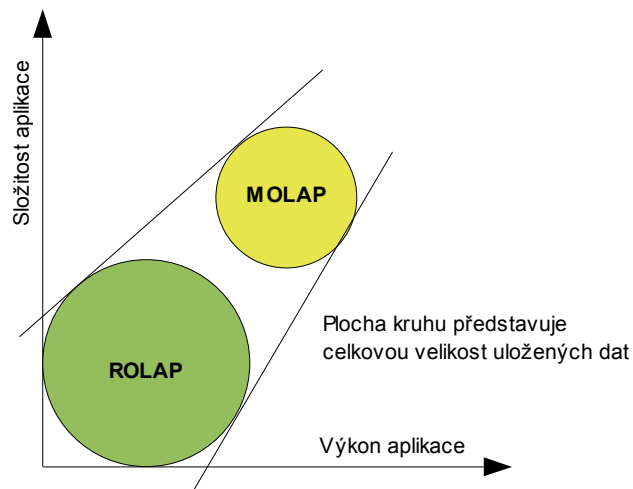 Složitost aplikace
MOLAP
ROLAP
Plocha kruhu představuje
celkovou velikost uložených dat
Výkon aplikace